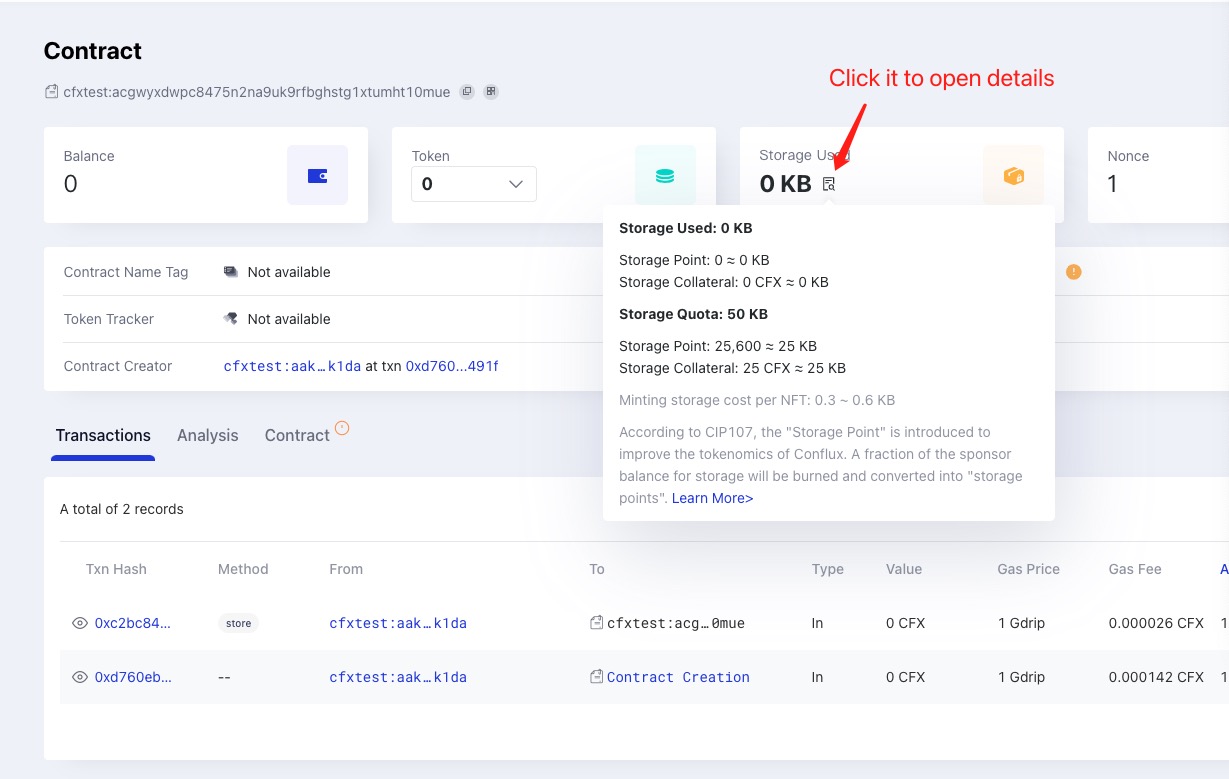 Contract
cfxtest:acgwyxdwpc8475n2na9uk9rfbghstg1xtumht10mue
Click it to open details
Balance
0
Token
0
Storage Used
0 KB
Nonce
1
Storage Used: 0 KB
Storage Point: 0 ≈ 0 KB
Storage Collateral: 0 CFX ≈ 0 KB
Storage Quota: 50 KB
Storage Point: 25,600 ≈ 25 KB
Storage Collateral: 25 CFX ≈ 25 KB
Minting storage cost per NFT: 0.3 ~ 0.6 KB
According to CIP107, the "Storage Point" is introduced to
improve the tokenomics of Conflux. A fraction of the sponsor
balance for storage will be burned and converted into "storage
points". Learn More>
Contract Name Tag Not available
Token Tracker Not available
Contract Creator cfxtest:aak…k1da at txn 0xd760...491f
Transactions Analysis Contract
A total of 2 records
Txn Hash Method From To Type Value Gas Price Gas Fee A
0xc2bc84... store cfxtest:aak…k1da cfxtest:acg…0mue In 0 CFX 1 Gdrip 0.000026 CFX 1
0xd760eb... -- cfxtest:aak…k1da Contract Creation In 0 CFX 1 Gdrip 0.000142 CFX 1